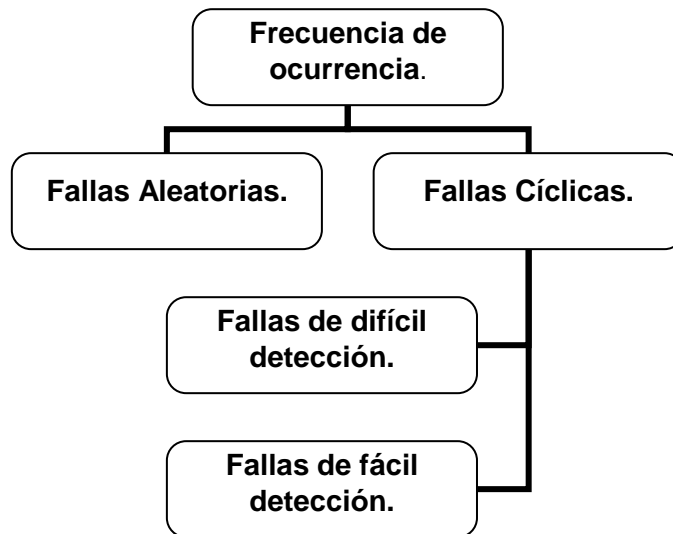 Frecuencia de
ocurrencia.
Fallas Aleatorias.
Fallas Cíclicas.
Fallas de difícil
detección.
Fallas de fácil
detección.